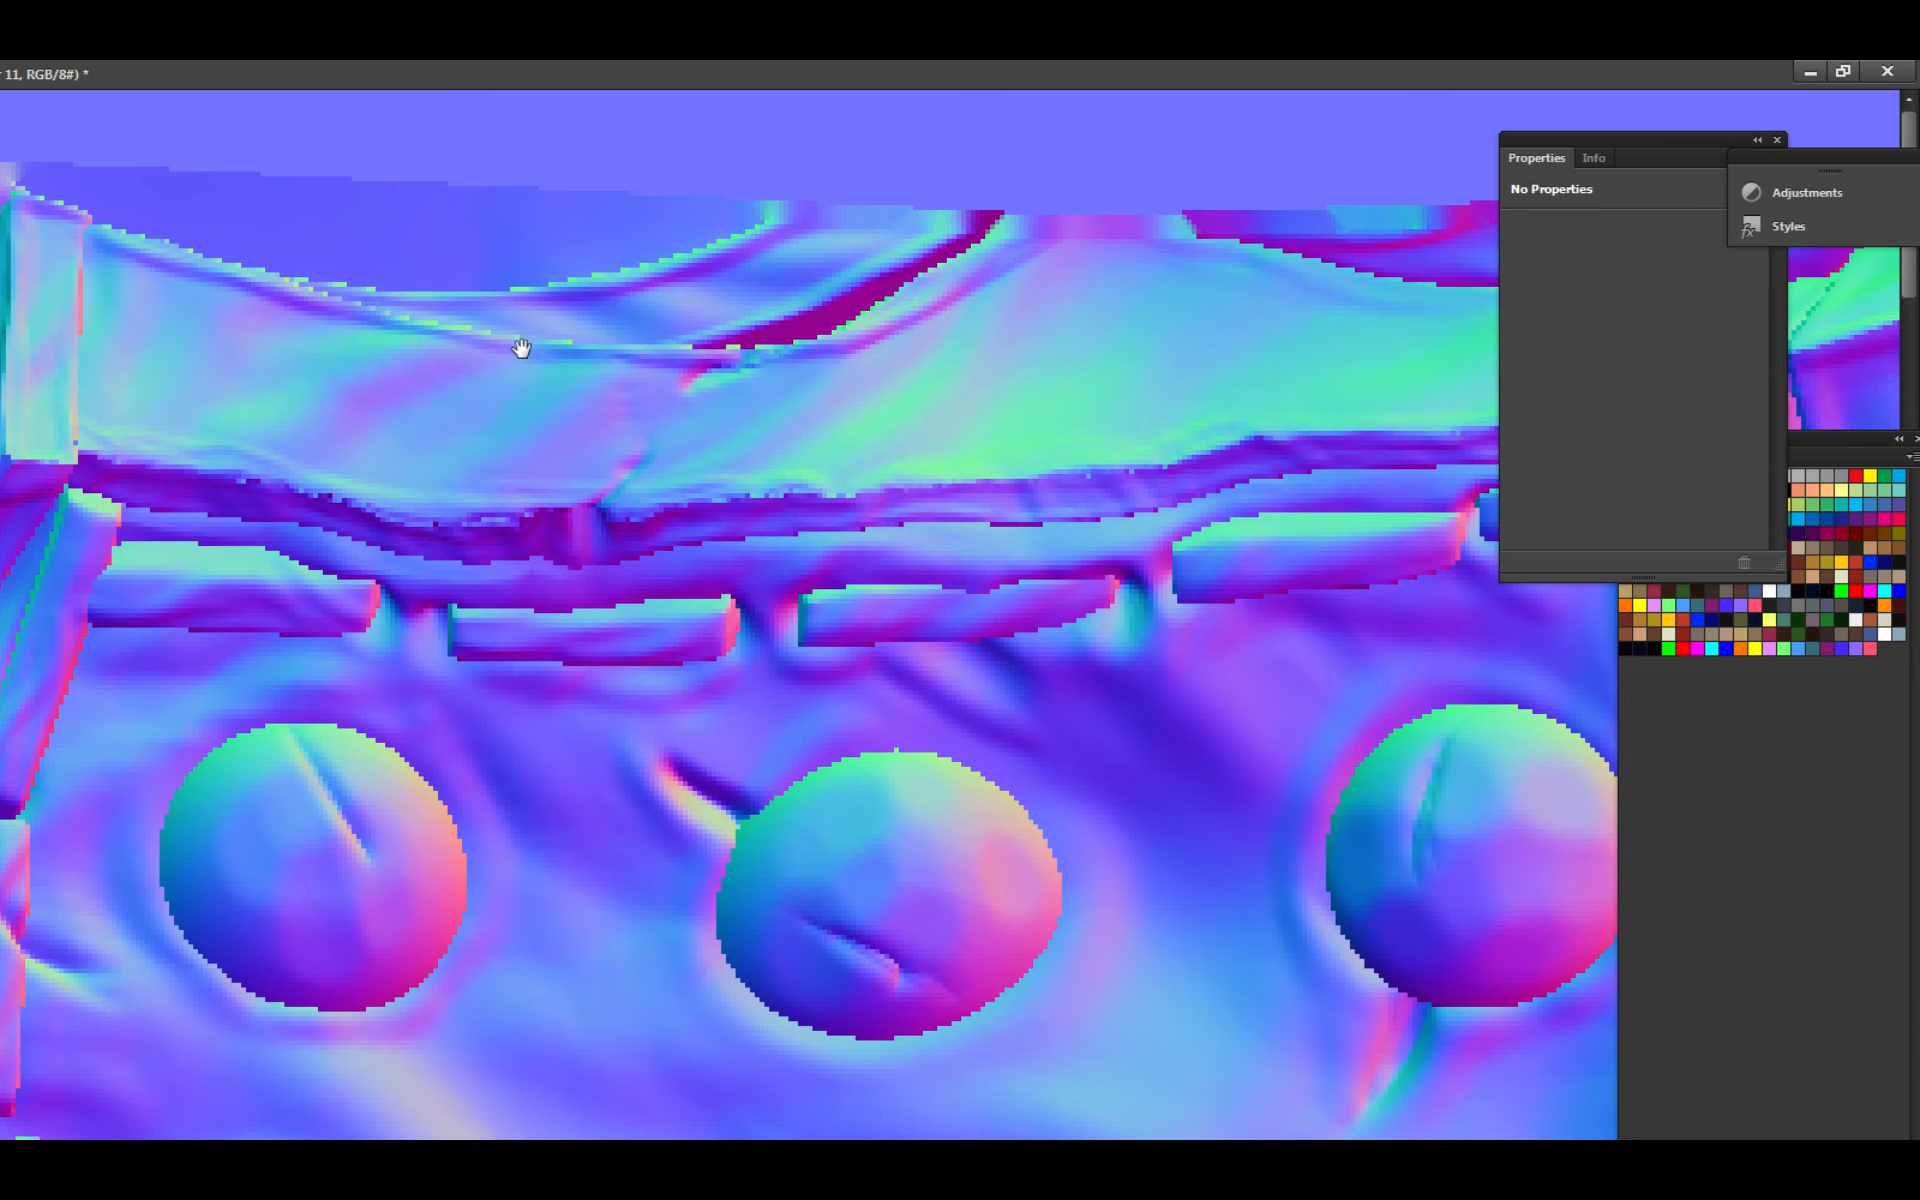 r 11, RGB/8#) *
Properties Info
No Properties
Adjustments
Styles